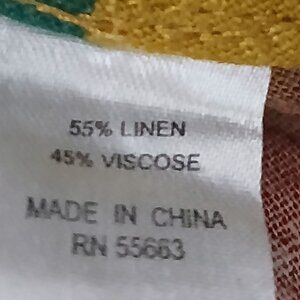 55% LINEN
45% VISCOSE
MADE IN CHINA
RN 55663